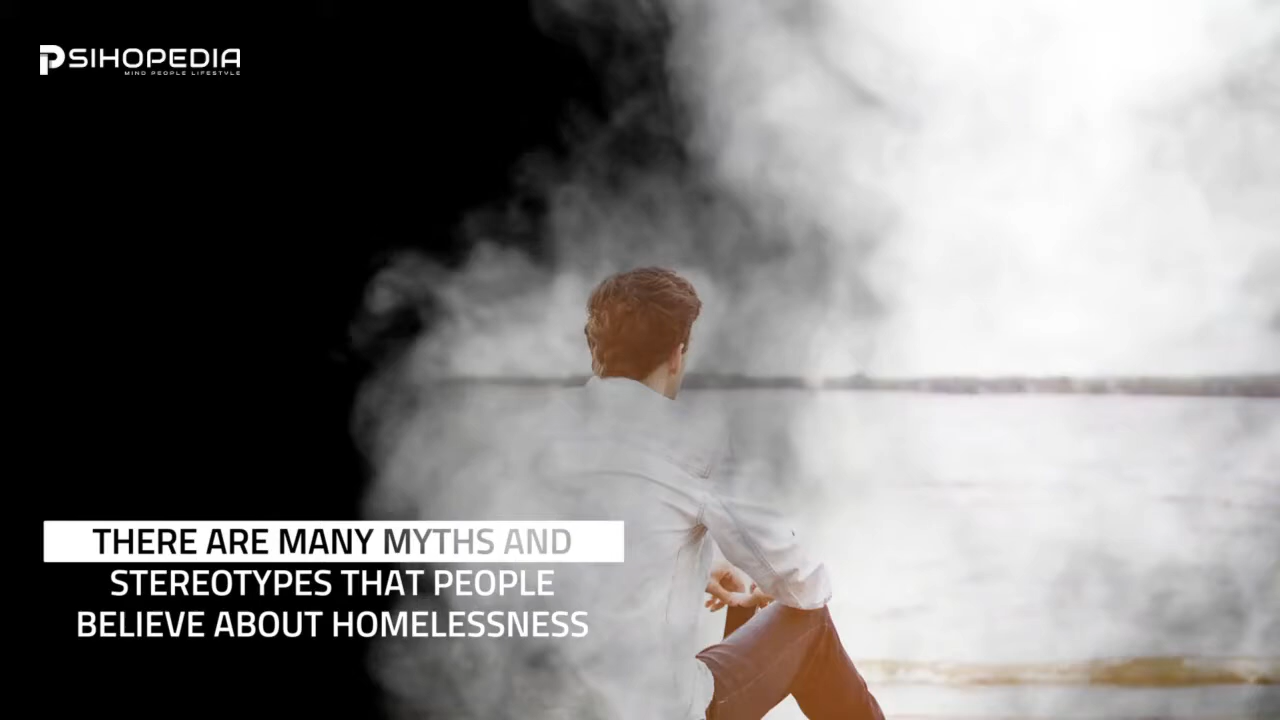 PSIHOPEDIA
MIND PEOPLE LIFESTYLE
THERE ARE MANY MYTHS AND
STEREOTYPES THAT PEOPLE
BELIEVE ABOUT HOMELESSNESS